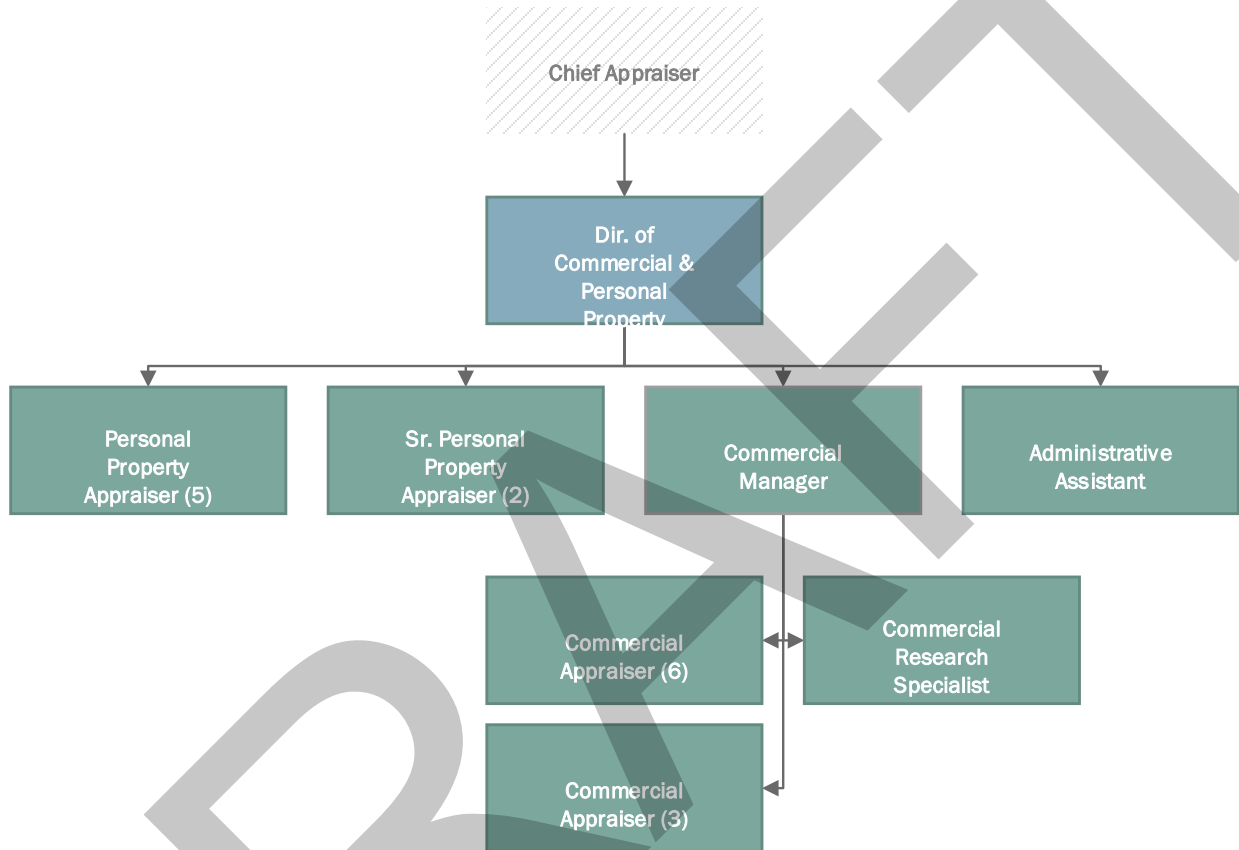 Chief Appraiser
Dir. of
Commercial &
Personal
Property
Personal
Property
Appraiser (5)
Sr. Personal
Property
Appraiser (2)
Commercial
Manager
Administrative
Assistant
Commercial
Appraiser (6)
Commercial
Research
Specialist
Commercial
Appraiser (3)